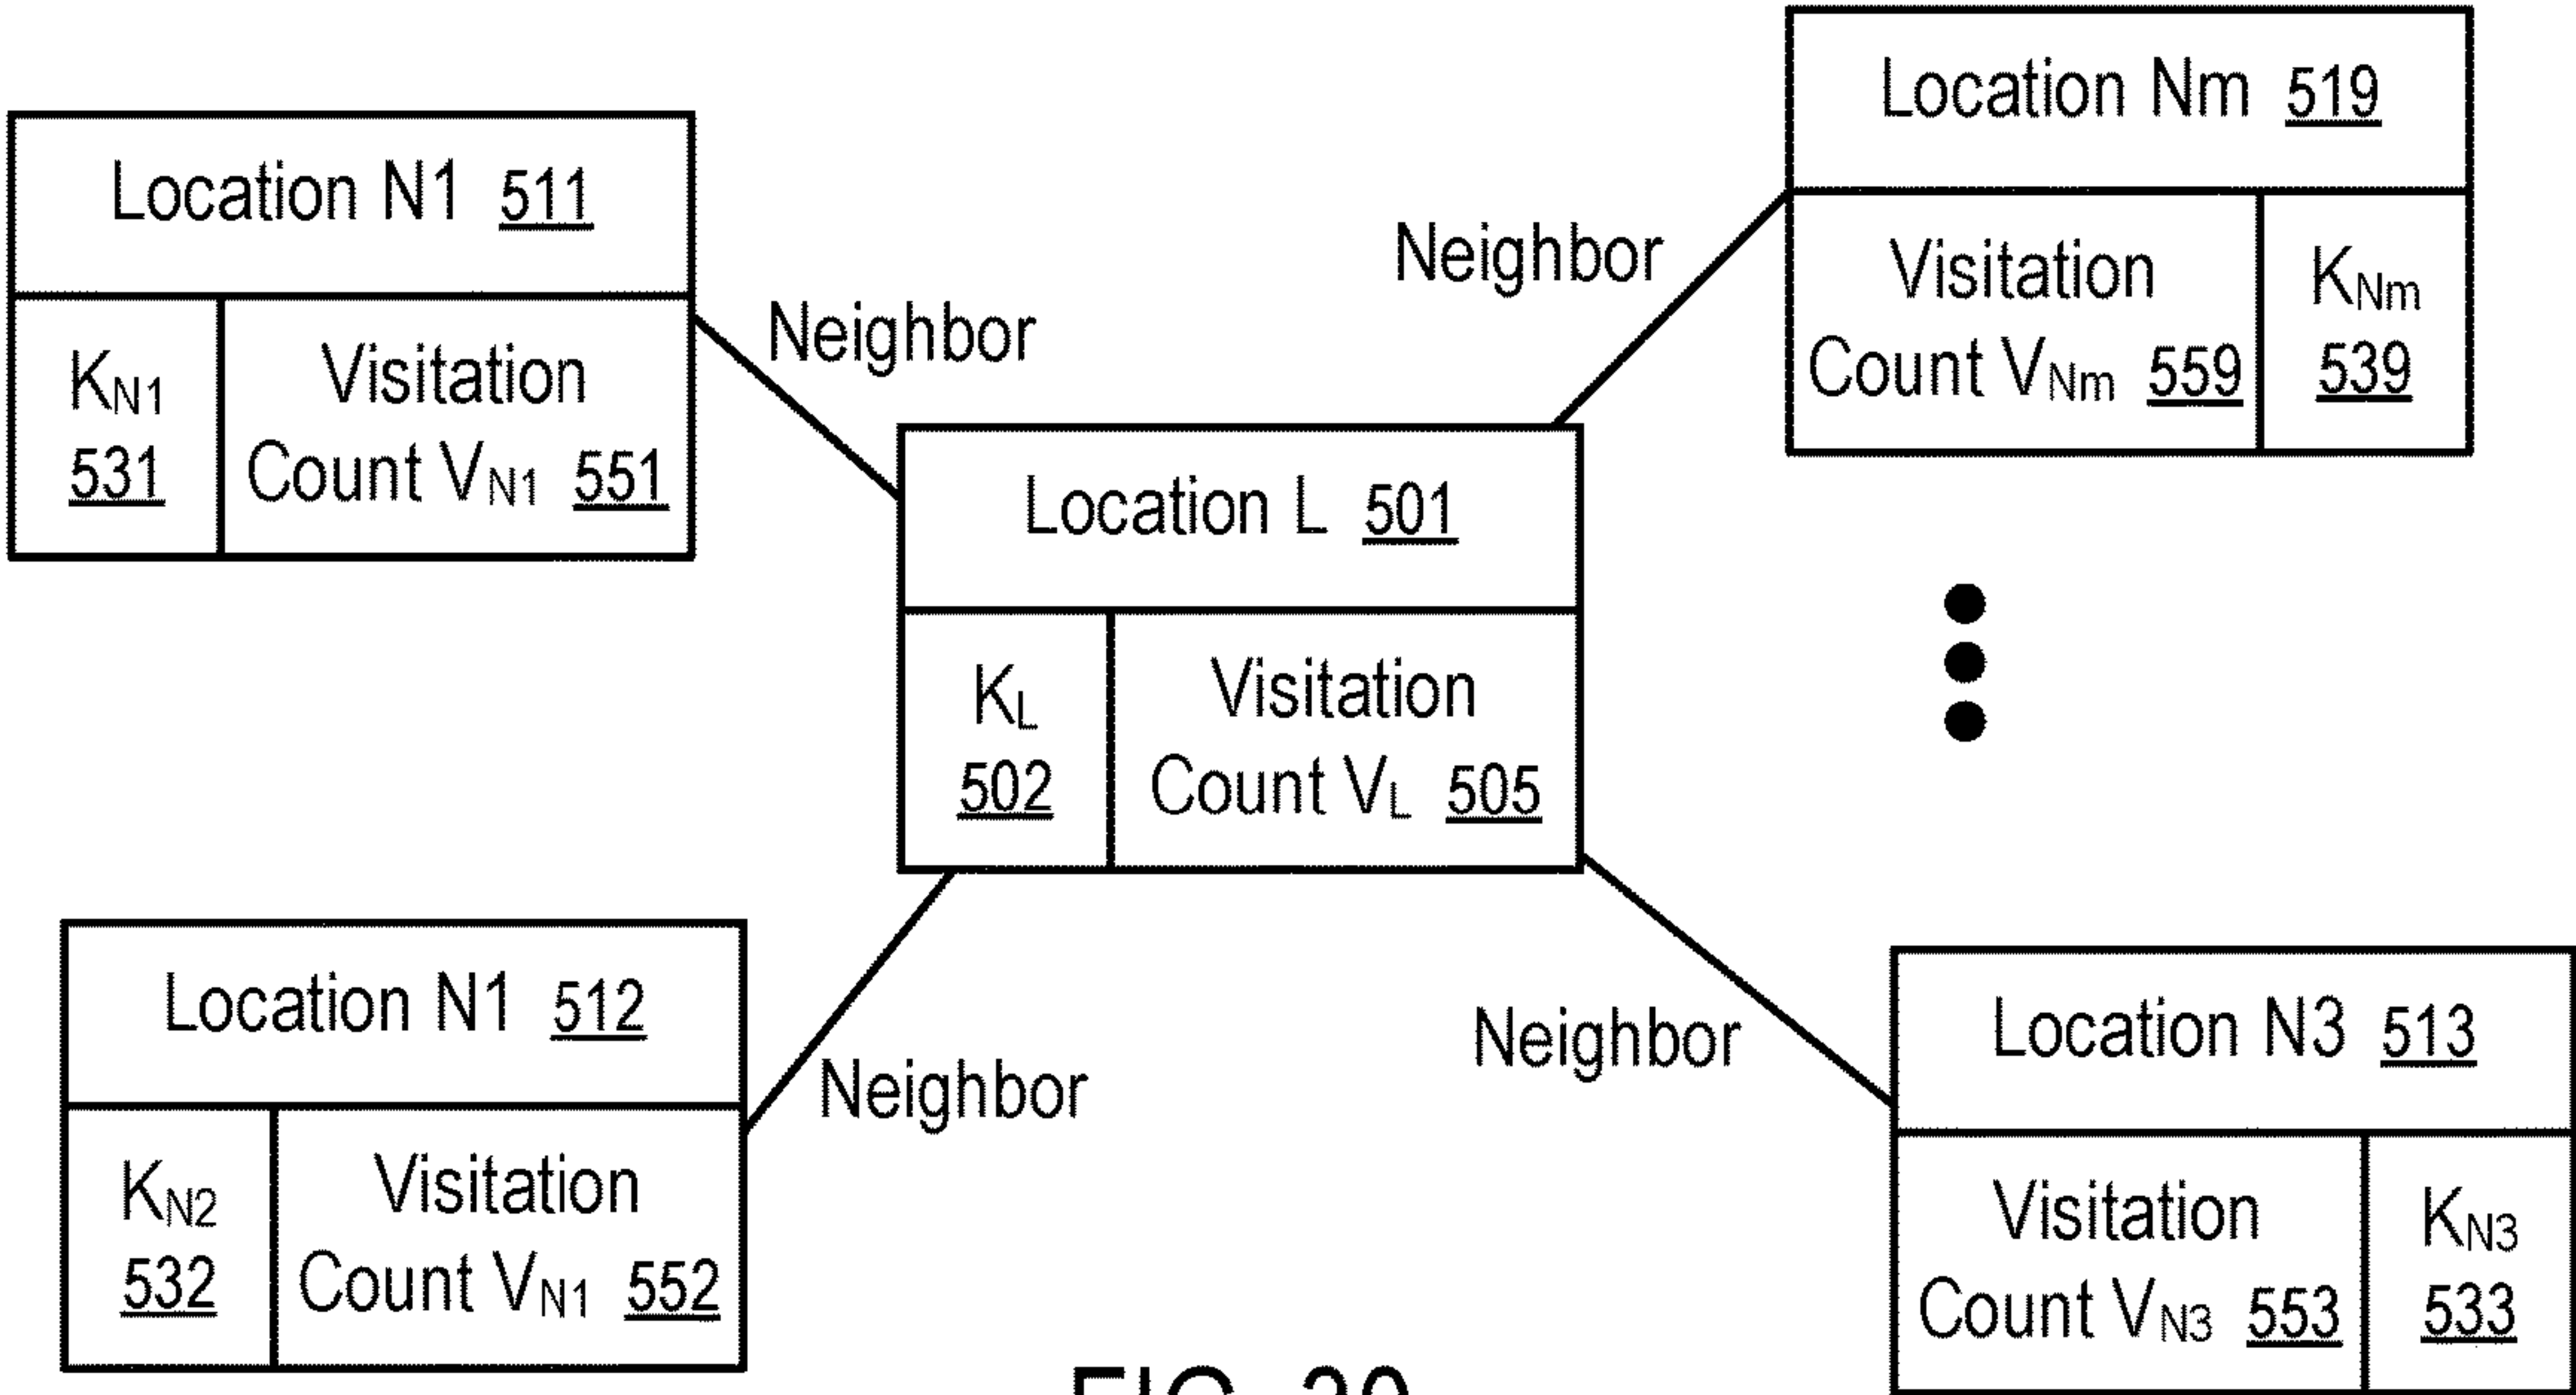 Location Nm 519
Visitation
Count VNm 559
KNm
539
Neighbor
Location N1 511
KN1
531
Visitation
Count VN1 551
Neighbor
Location L 501
KL
502
Visitation
Count VL 505
Location N1 512
KN2
532
Visitation
Count VN1 552
Neighbor
Neighbor
Location N3 513
Visitation
Count VN3 553
KN3
533